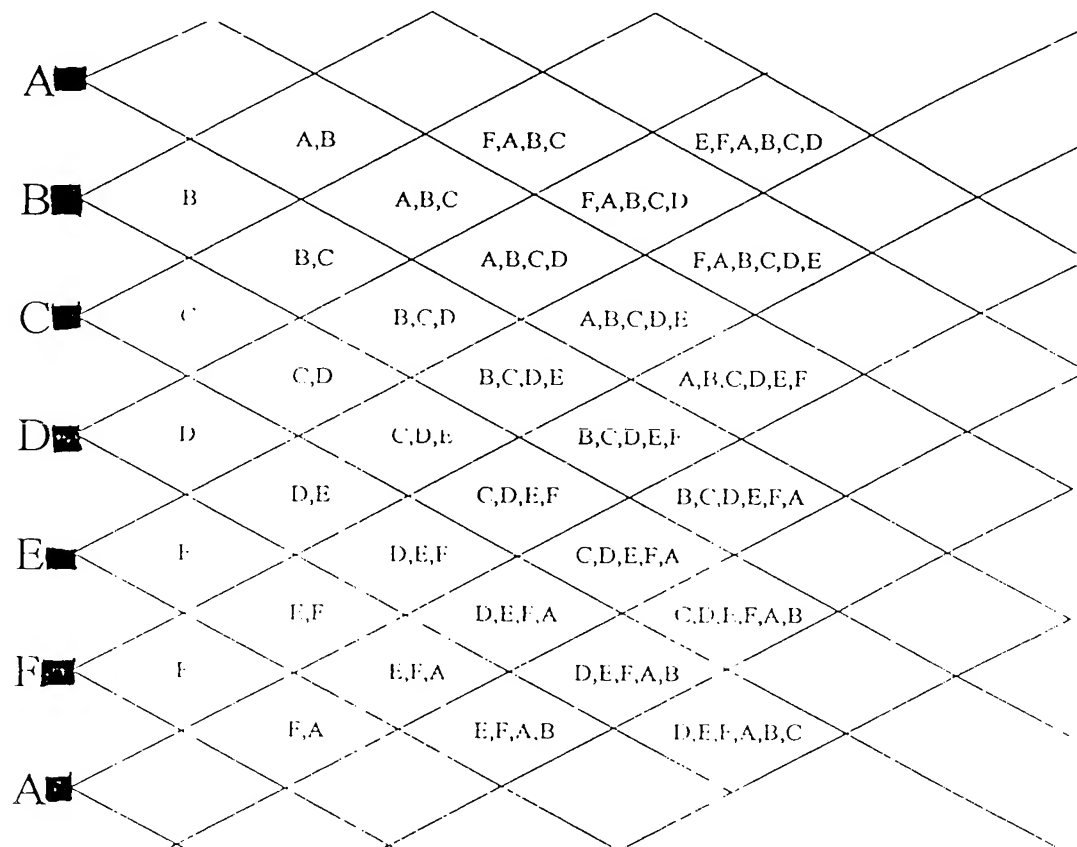 A
A,B F,A,B,C E,F,A,B,C,D
B B A,B,C F,A,B,C,D
B,C A,B,C,D F,A,B,C,D,E
C C B,C,D A,B,C,D,E
C,D B,C,D,E A,B,C,D,E,F
D D C,D,E B,C,D,E,F
D,E C,D,E,F B,C,D,E,F,A
E E D,E,F C,D,E,F,A
E,F D,E,F,A C,D,E,F,A,B
F F E,F,A D,E,F,A,B
F,A E,F,A,B D,E,F,A,B,C
A